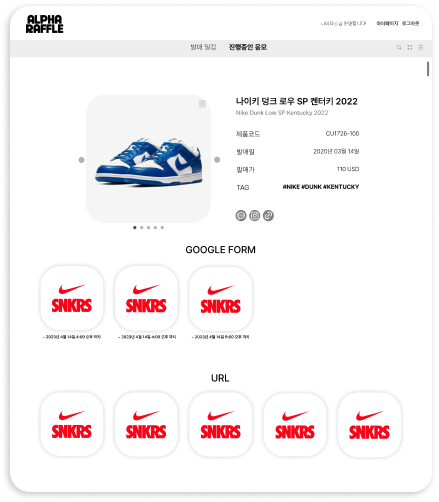 ALPHA
RAFFLE
나이키스님 환영합니다! 마이페이지 로그아웃
발매 일정 진행중인 응모
나이키 덩크 로우 SP 켄터키 2022
Nike Dunk Low SP Kentucky 2022
제품코드 CU1726-100
발매일 2020년 03월 14일
발매가 110 USD
TAG #NIKE #DUNK #KENTUCKY
GOOGLE FORM
SNKRS SNKRS SNKRS
~ 2023년 4월 14일 4:00 오후 까지 ~ 2023년 4월 14일 4:00 오후 까지 ~ 2023년 4월 14일 6:00 오후 까지
URL
SNKRS SNKRS SNKRS SNKRS SNKRS